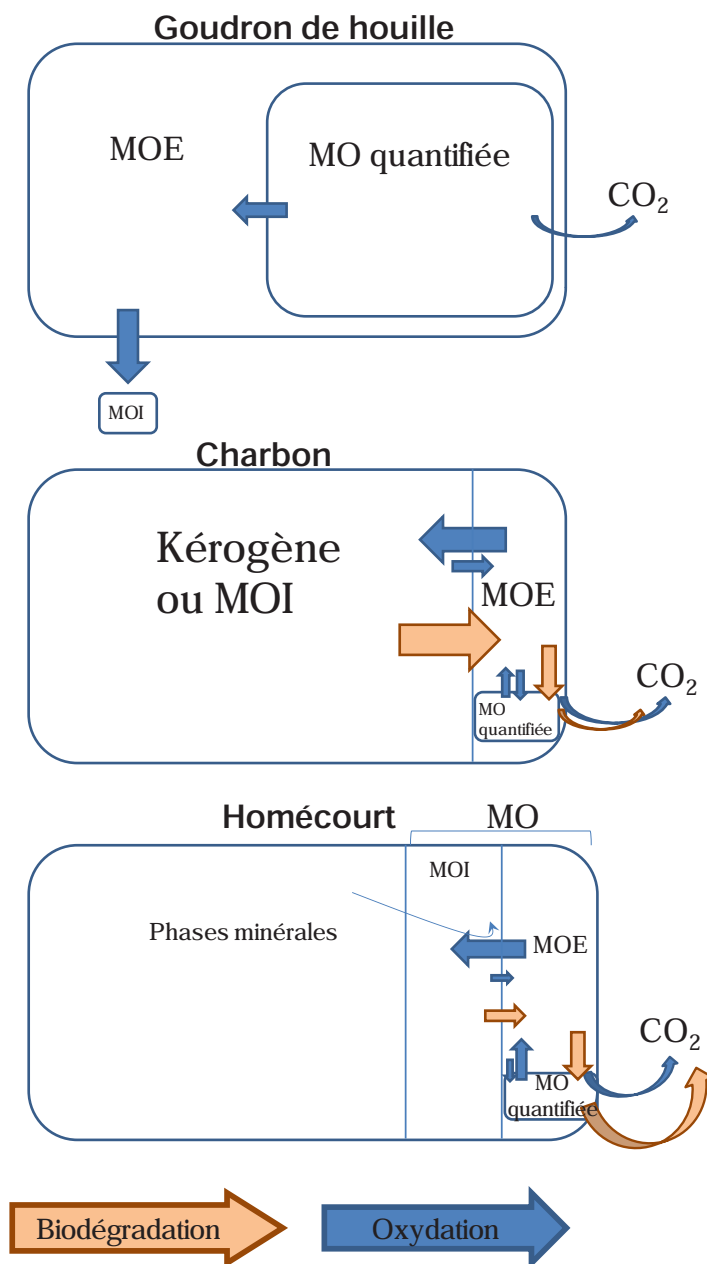 Goudron de houille
MOE
MO quantifiée
CO₂
MOI
Charbon
Kérogène
ou MOI
MOE
MO
quantifiée
CO₂
Homécourt
MO
MOI
Phases minérales
MOE
CO₂
MO
quantifiée
Biodégradation
Oxydation